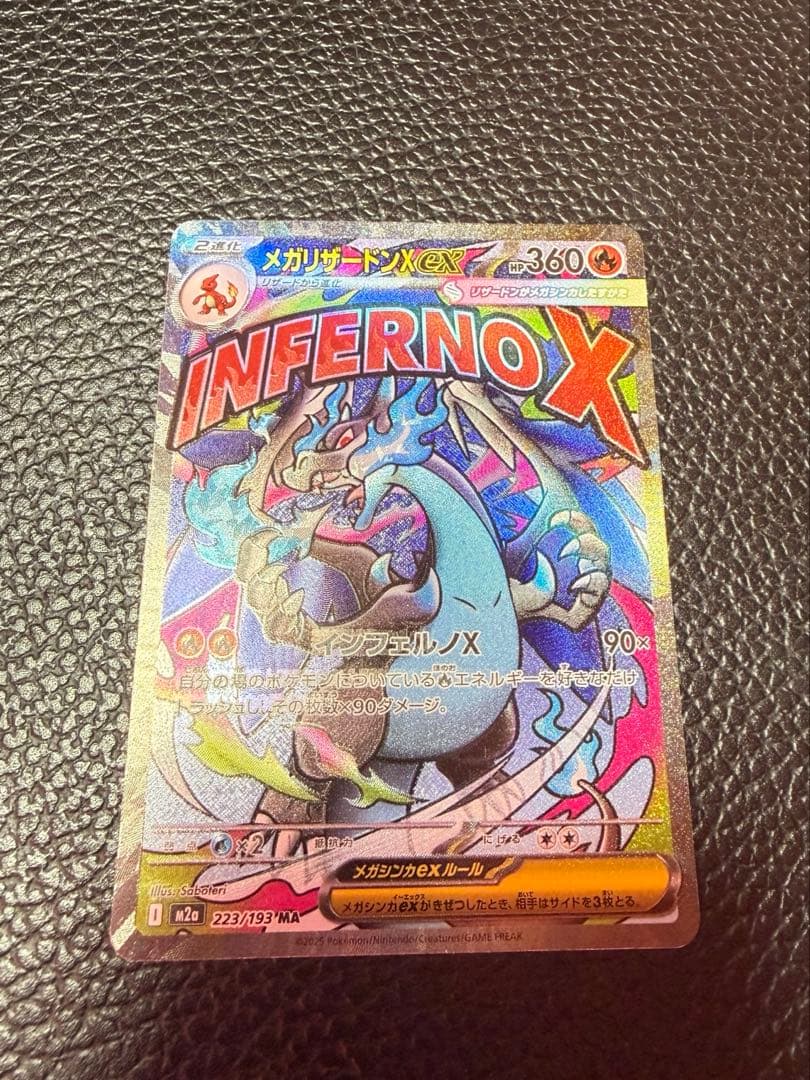 2進化
メガリザードンXex
HP360
リザードから進化
リザードンがメガシンカしたすがた
INFERNO X
インフェルノX 90×
自分の場のポケモンについているエネルギーを好きなだけ
トラッシュし、その枚数×90ダメージ。
弱点 ×2 抵抗力 にげる
メガシンカexルール
メガシンカexがきぜつしたとき、相手はサイドを3枚とる。
Illus. Saboteri
I M2a 223/193 MA
©2025 Pokémon/Nintendo/Creatures/GAME FREAK